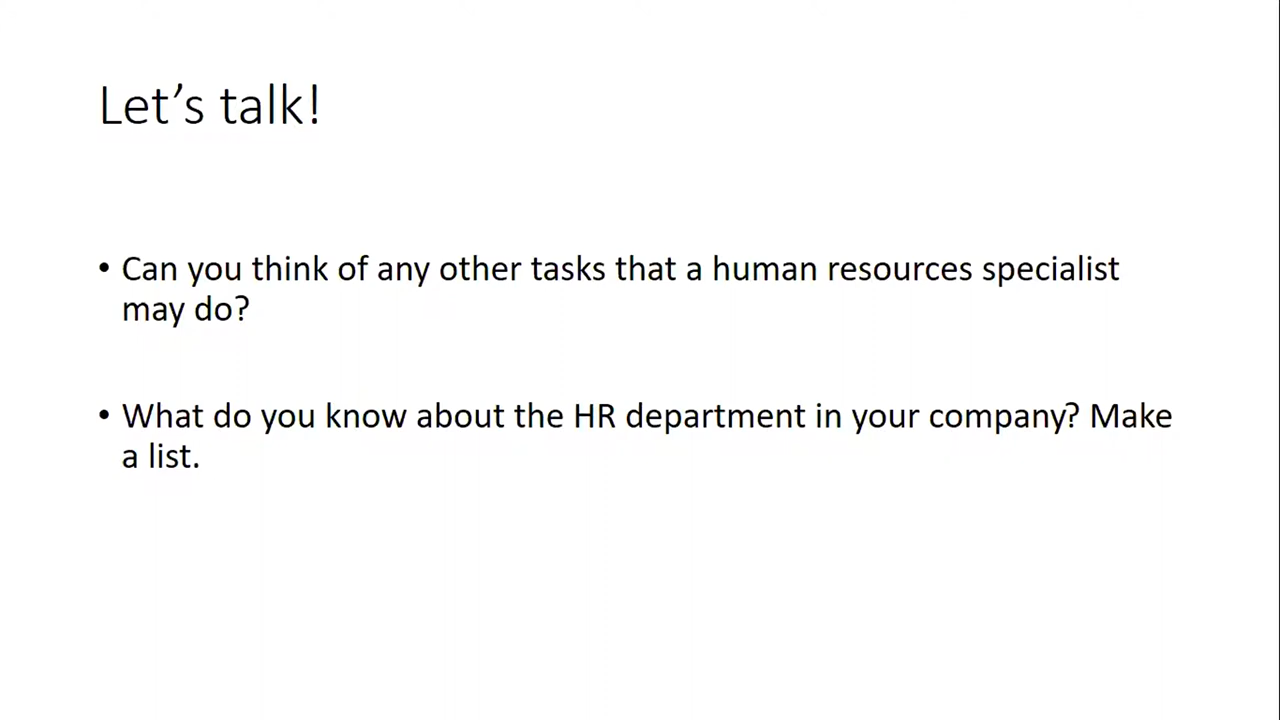 Let’s talk!
• Can you think of any other tasks that a human resources specialist
may do?
• What do you know about the HR department in your company? Make
a list.